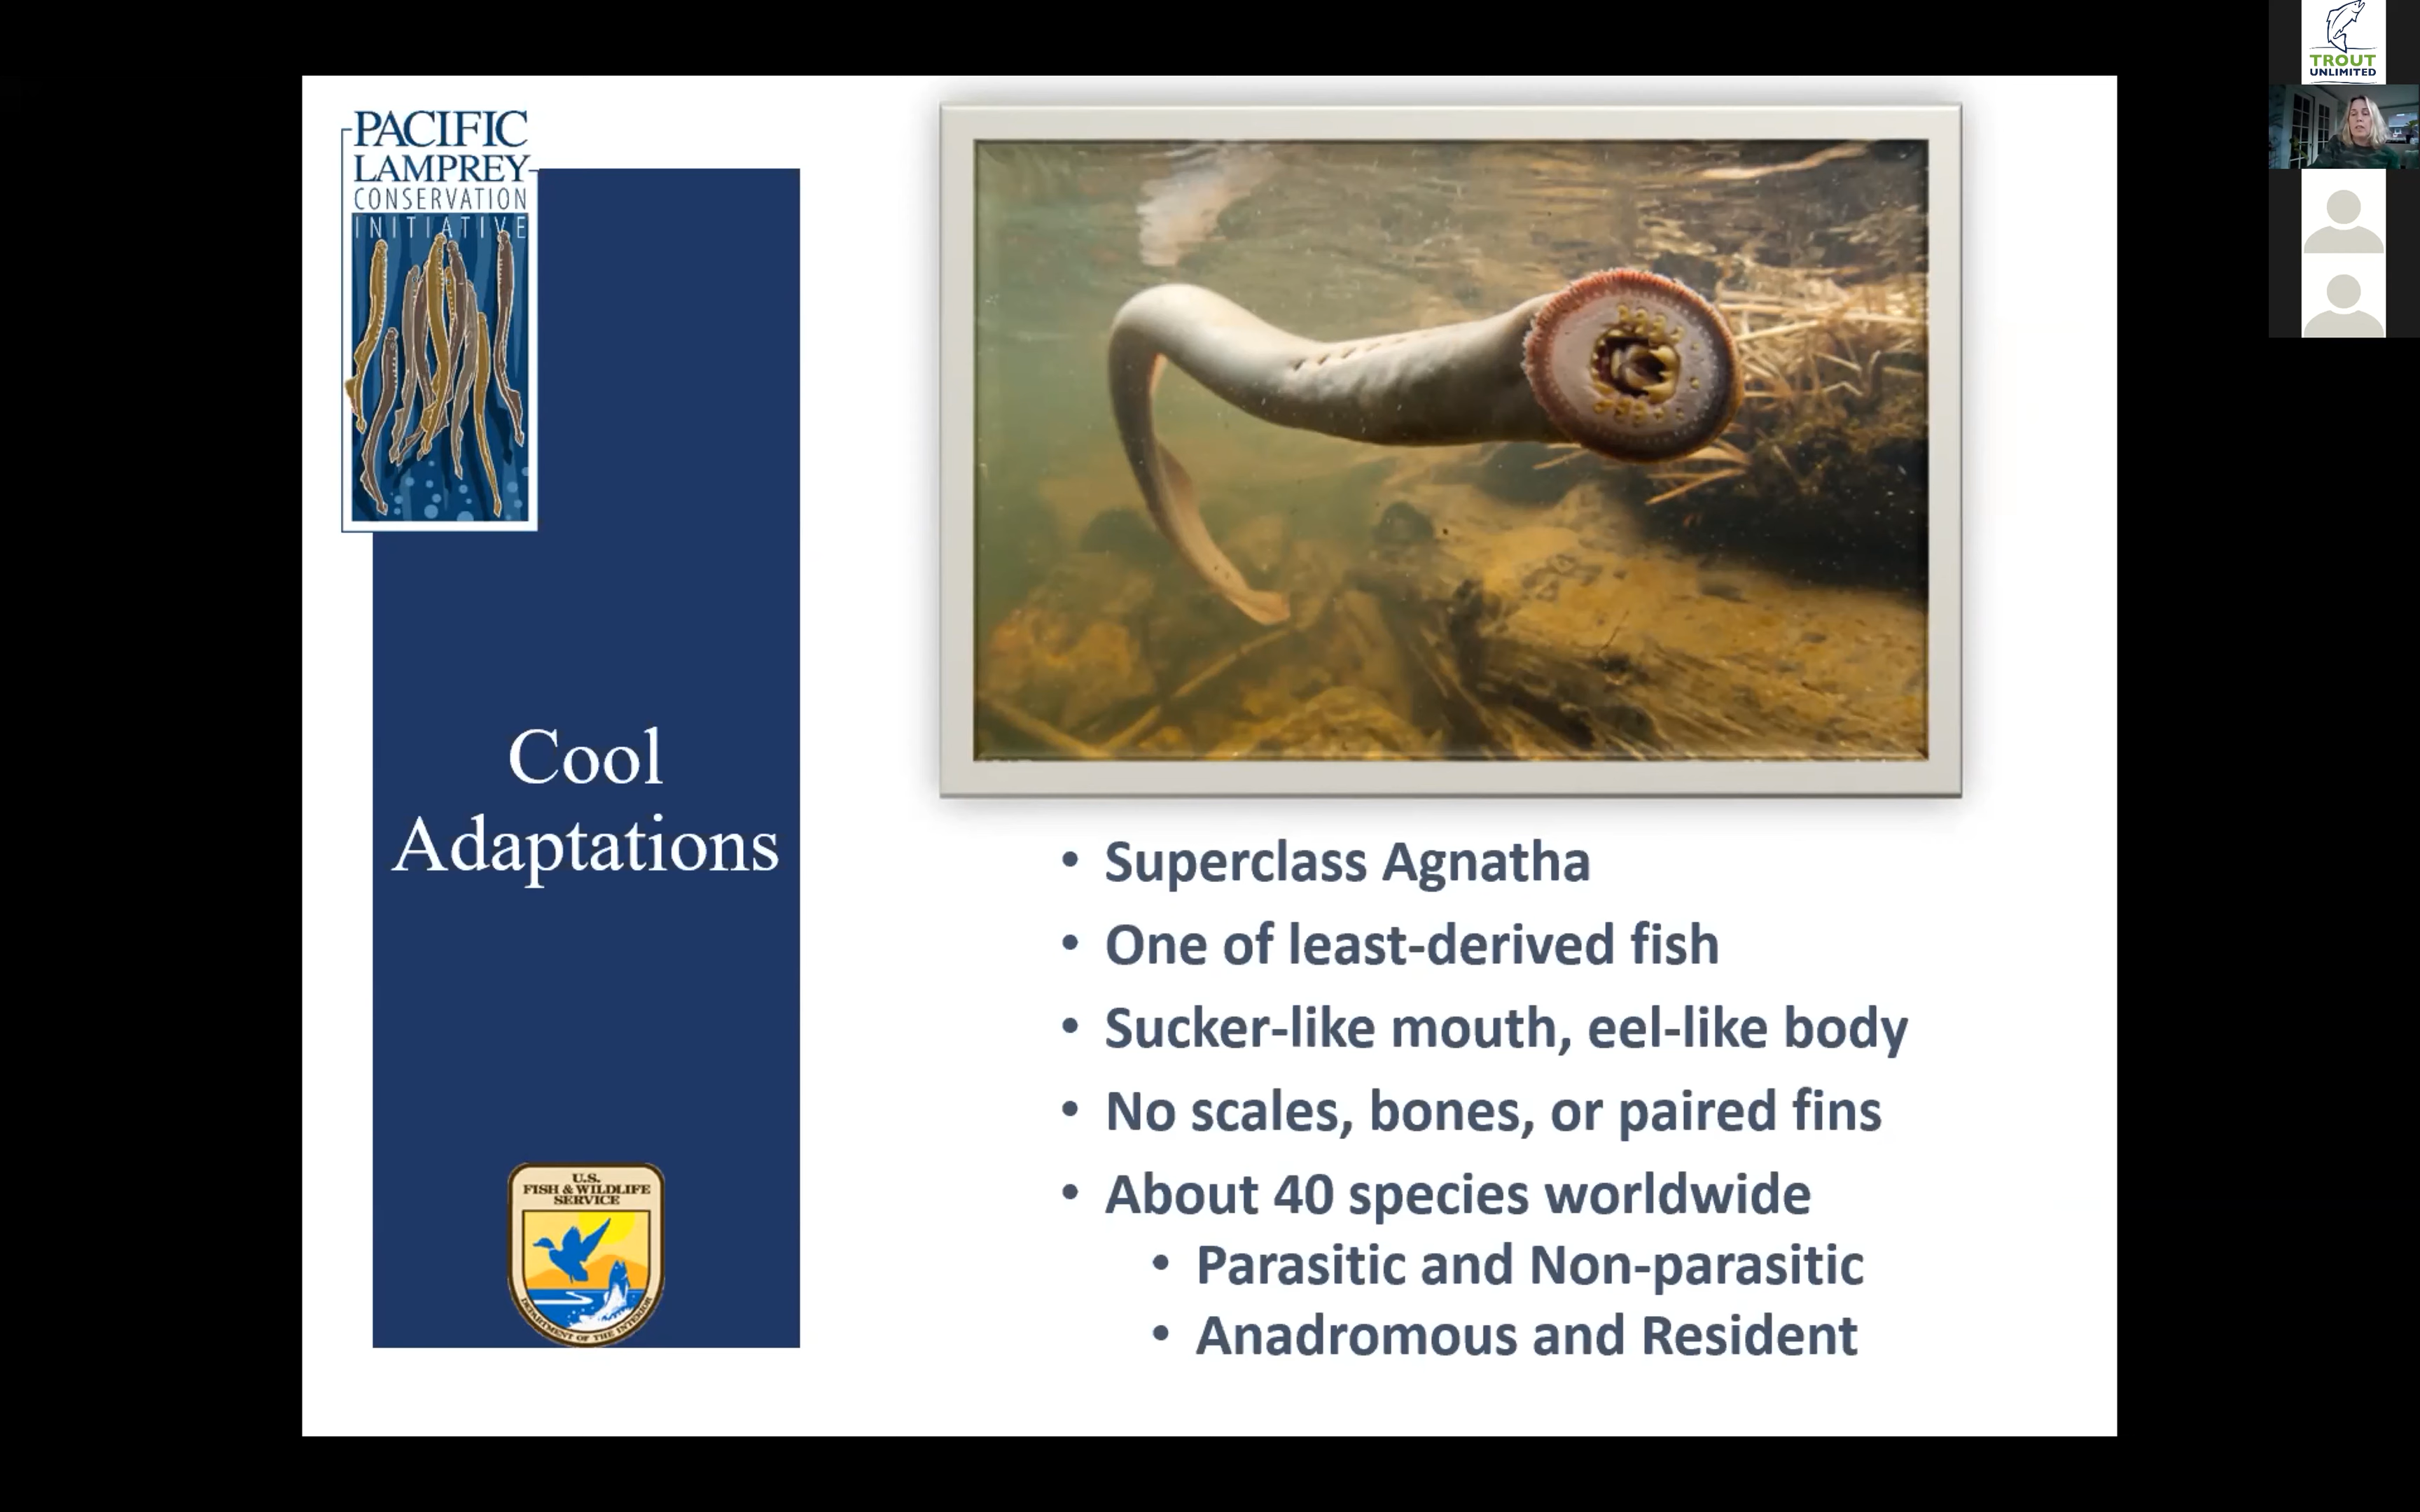 PACIFIC
LAMPREY
CONSERVATION
INITIATIVE
Cool
Adaptations
U.S.
FISH & WILDLIFE
SERVICE
DEPARTMENT OF THE INTERIOR
• Superclass Agnatha
• One of least-derived fish
• Sucker-like mouth, eel-like body
• No scales, bones, or paired fins
• About 40 species worldwide
• Parasitic and Non-parasitic
• Anadromous and Resident
TROUT
UNLIMITED